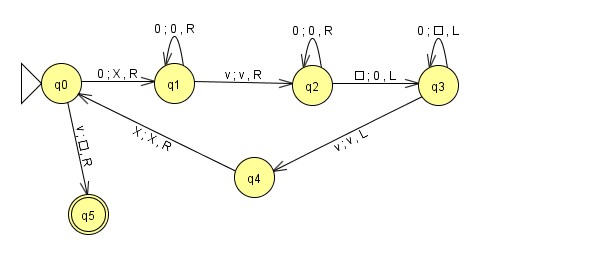 0 ; 0 , R
0 ; 0 , R
0 ; □ , L
q0
0 ; X , R
q1
v ; v , R
q2
□ ; 0 , L
q3
v ; □ , R
X ; X , R
v ; v , L
q4
q5